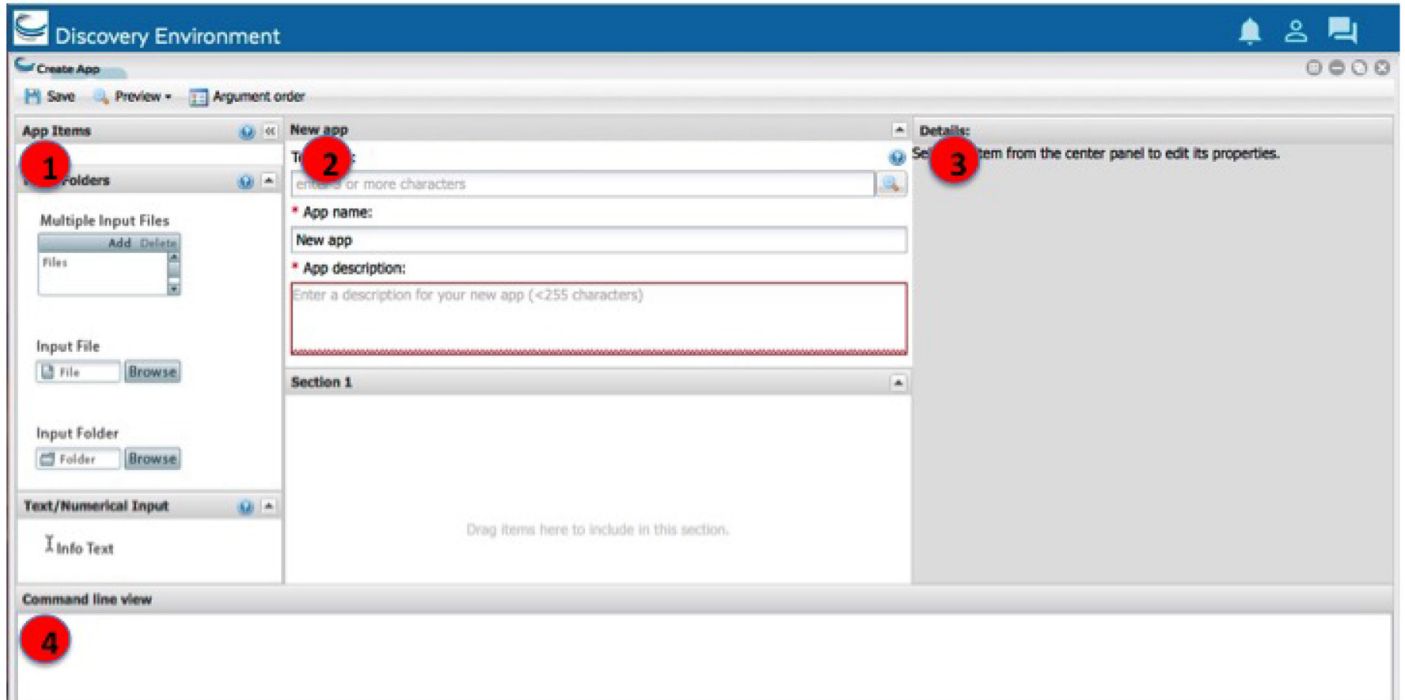 Discovery Environment
Create App
Save Preview Argument order
App Items
1
Folders
Multiple Input Files
Add Delete
Files
Input File
File Browse
Input Folder
Folder Browse
Text/Numerical Input
Info Text
New app
2
or more characters
* App name:
New app
* App description:
Enter a description for your new app (<255 characters)
Section 1
Drag items here to include in this section.
Details:
3
item from the center panel to edit its properties.
Command line view
4